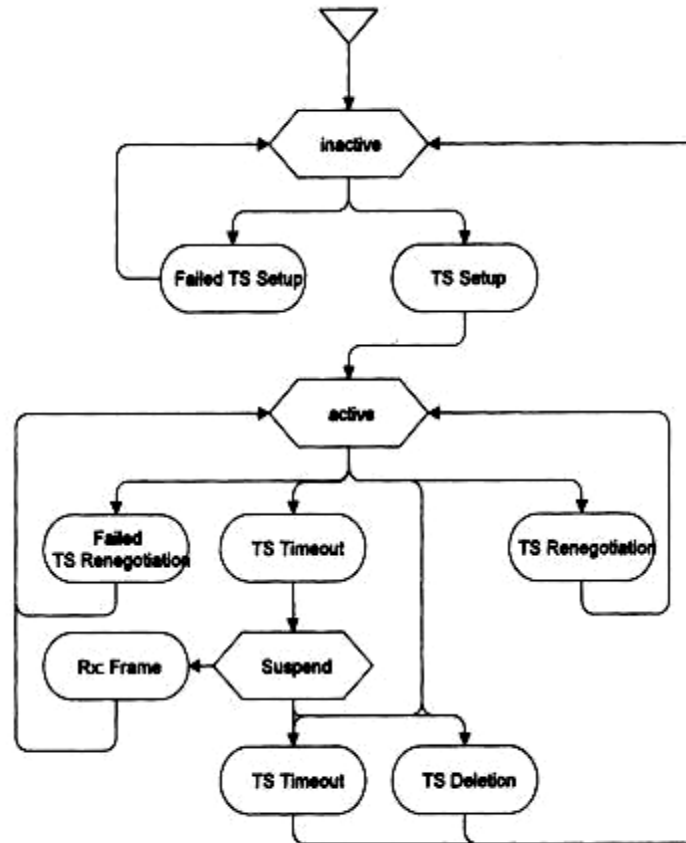 inactive
Failed TS Setup
TS Setup
active
Failed
TS Renegotiation
TS Timeout
TS Renegotiation
Rx: Frame
Suspend
TS Timeout
TS Deletion